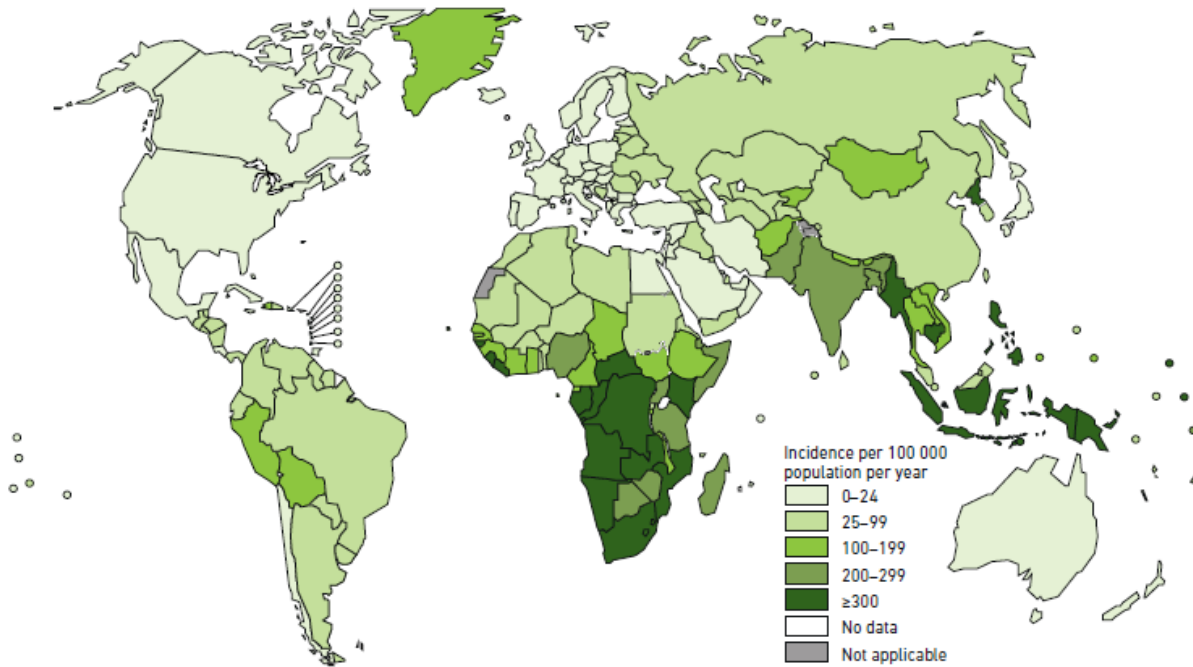 Incidence per 100 000
population per year
0–24
25–99
100–199
200–299
≥300
No data
Not applicable